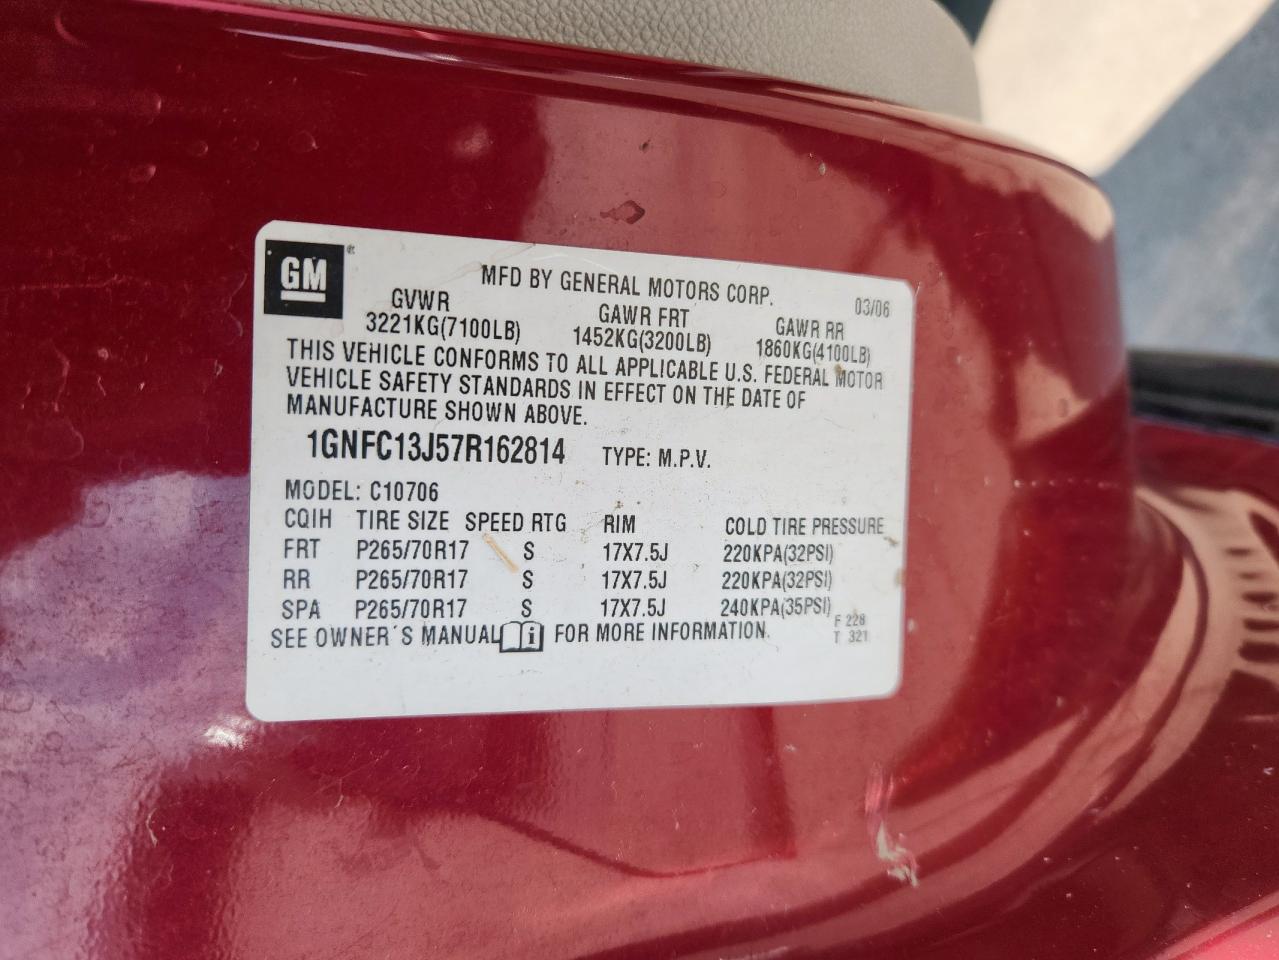 GM ®
MFD BY GENERAL MOTORS CORP.
03/06
GVWR GAWR FRT GAWR RR
3221KG(7100LB) 1452KG(3200LB) 1860KG(4100LB)
THIS VEHICLE CONFORMS TO ALL APPLICABLE U.S. FEDERAL MOTOR
VEHICLE SAFETY STANDARDS IN EFFECT ON THE DATE OF
MANUFACTURE SHOWN ABOVE.
1GNFC13J57R162814 TYPE: M.P.V.
MODEL: C10706
CQIH TIRE SIZE SPEED RTG RIM COLD TIRE PRESSURE
FRT P265/70R17 S 17X7.5J 220KPA(32PSI)
RR P265/70R17 S 17X7.5J 220KPA(32PSI)
SPA P265/70R17 S 17X7.5J 240KPA(35PSI)
SEE OWNER´S MANUAL i FOR MORE INFORMATION.
F 228
T 321